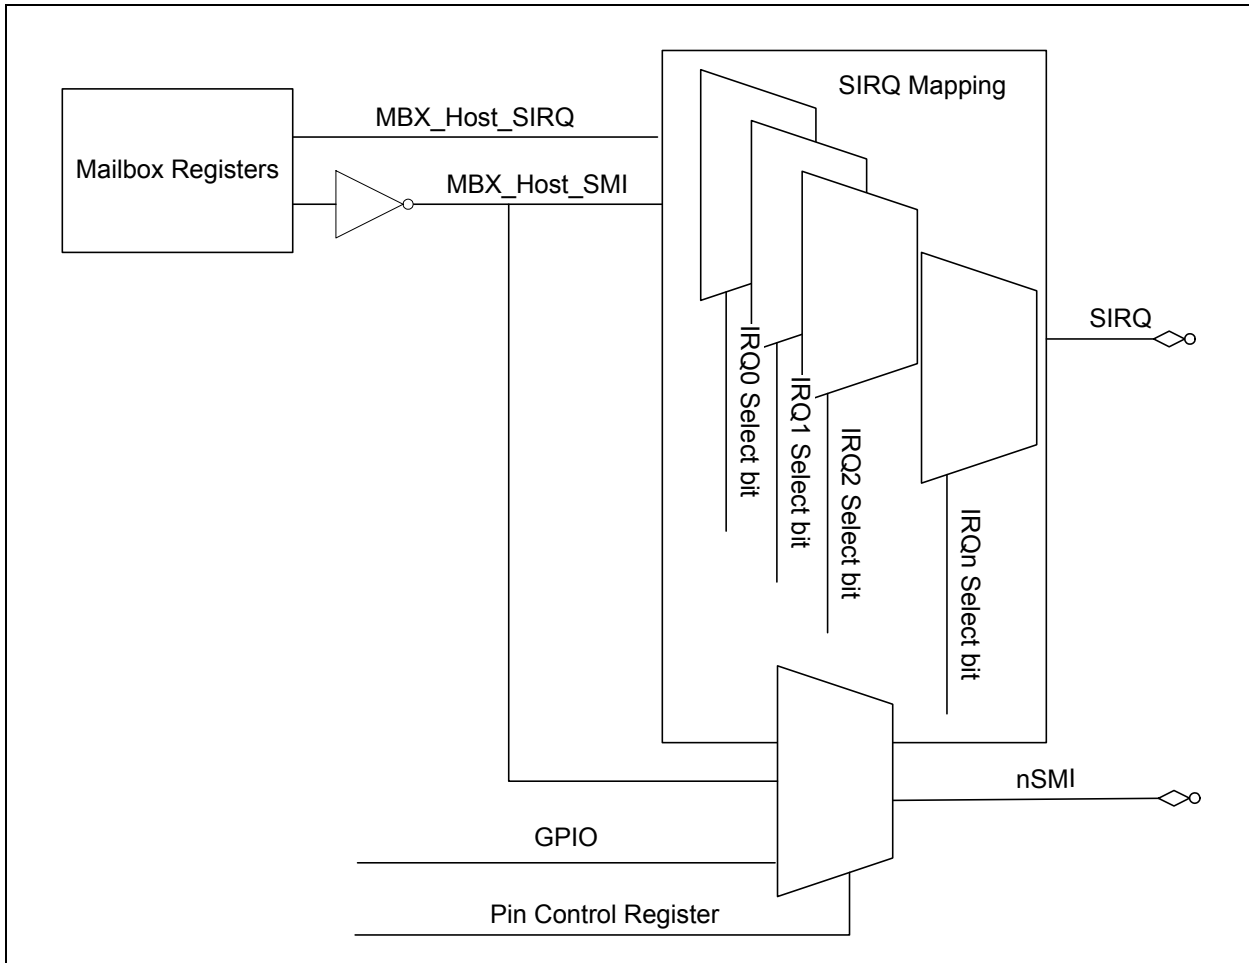 SIRQ Mapping
MBX_Host_SIRQ
Mailbox Registers
MBX_Host_SMI
SIRQ
IRQ0 Select bit
IRQ1 Select bit
IRQ2 Select bit
IRQn Select bit
nSMI
GPIO
Pin Control Register